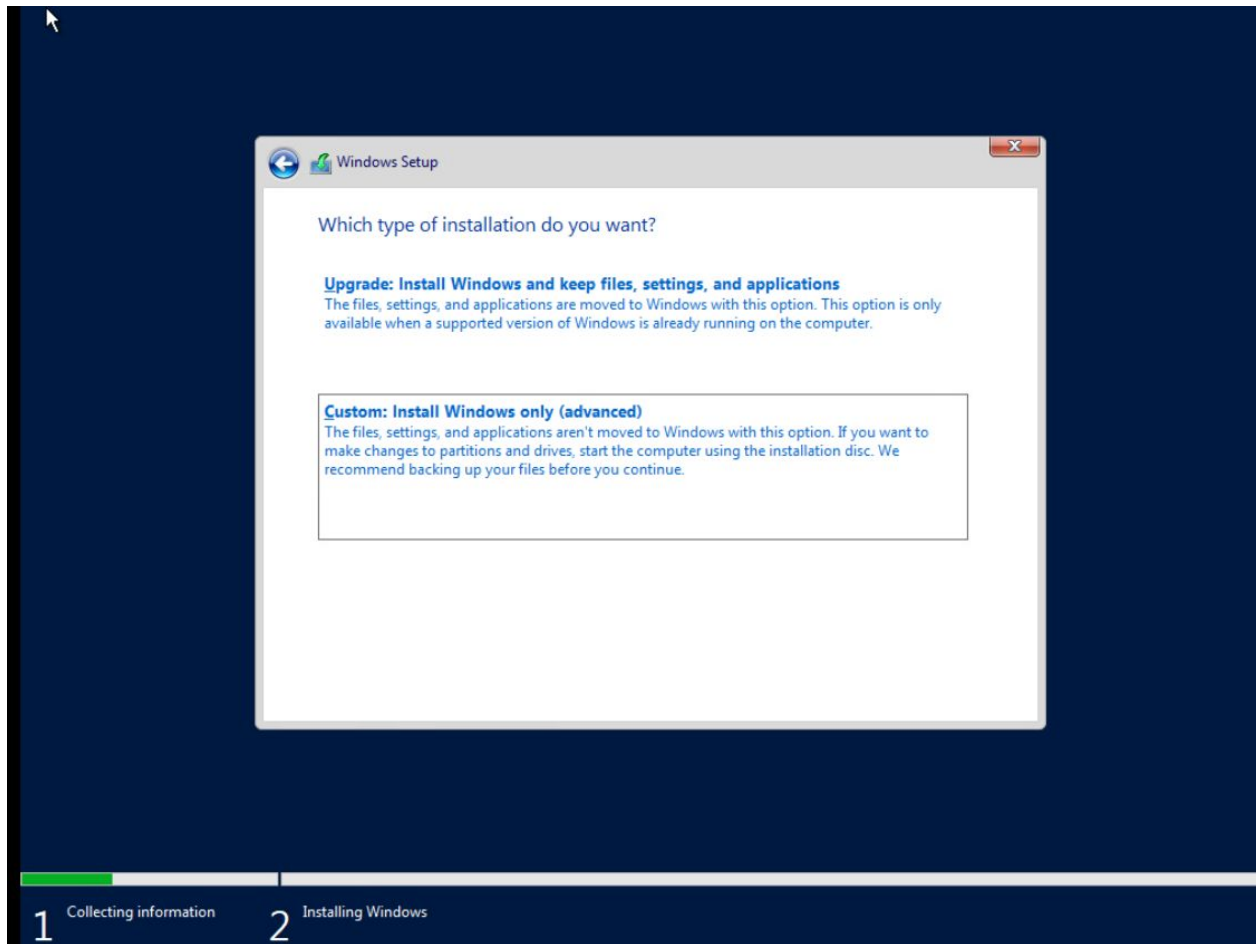 Windows Setup
x
Which type of installation do you want?
Upgrade: Install Windows and keep files, settings, and applications
The files, settings, and applications are moved to Windows with this option. This option is only
available when a supported version of Windows is already running on the computer.
Custom: Install Windows only (advanced)
The files, settings, and applications aren't moved to Windows with this option. If you want to
make changes to partitions and drives, start the computer using the installation disc. We
recommend backing up your files before you continue.
1 Collecting information 2 Installing Windows